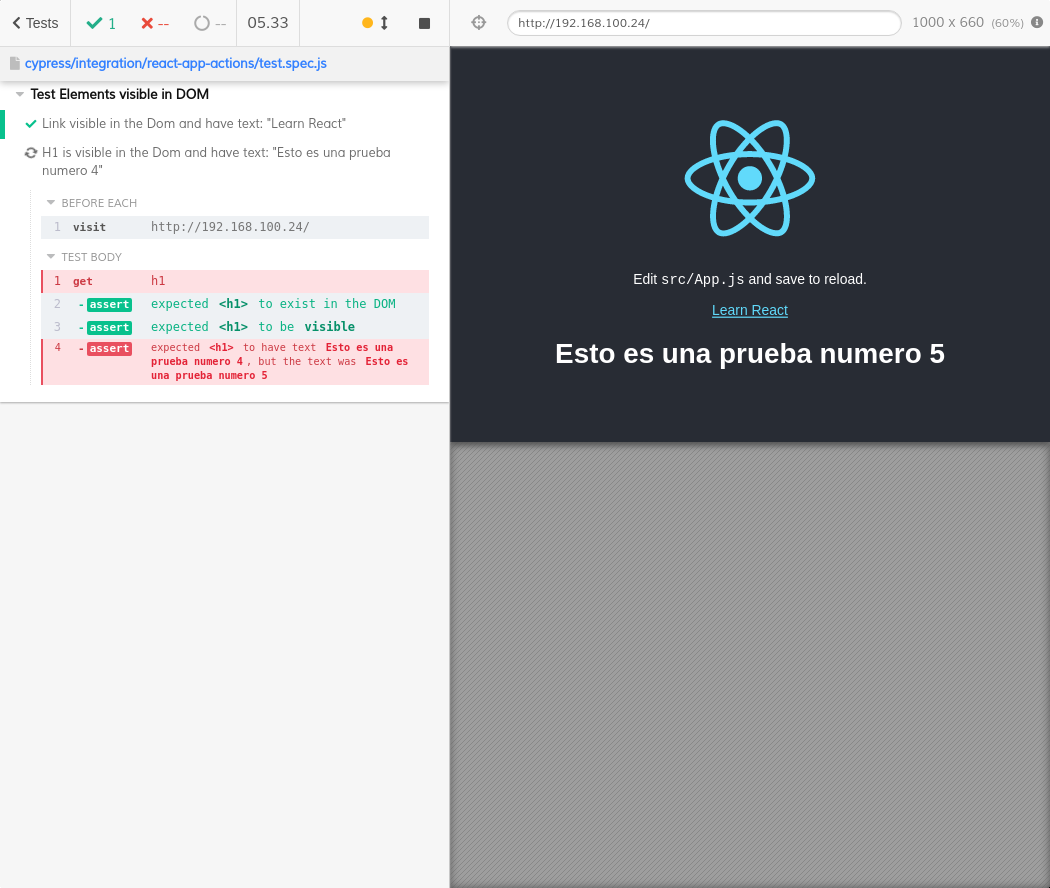 Tests 1 -- -- 05.33
http://192.168.100.24/ 1000 x 660 (60%)
cypress/integration/react-app-actions/test.spec.js
Test Elements visible in DOM
Link visible in the Dom and have text: "Learn React"
H1 is visible in the Dom and have text: "Esto es una prueba
numero 4"
BEFORE EACH
1 visit http://192.168.100.24/
TEST BODY
1 get h1
2 -assert expected <h1> to exist in the DOM
3 -assert expected <h1> to be visible
4 -assert expected <h1> to have text Esto es una
prueba numero 4, but the text was Esto es
una prueba numero 5
Edit src/App.js and save to reload.
Learn React
Esto es una prueba numero 5